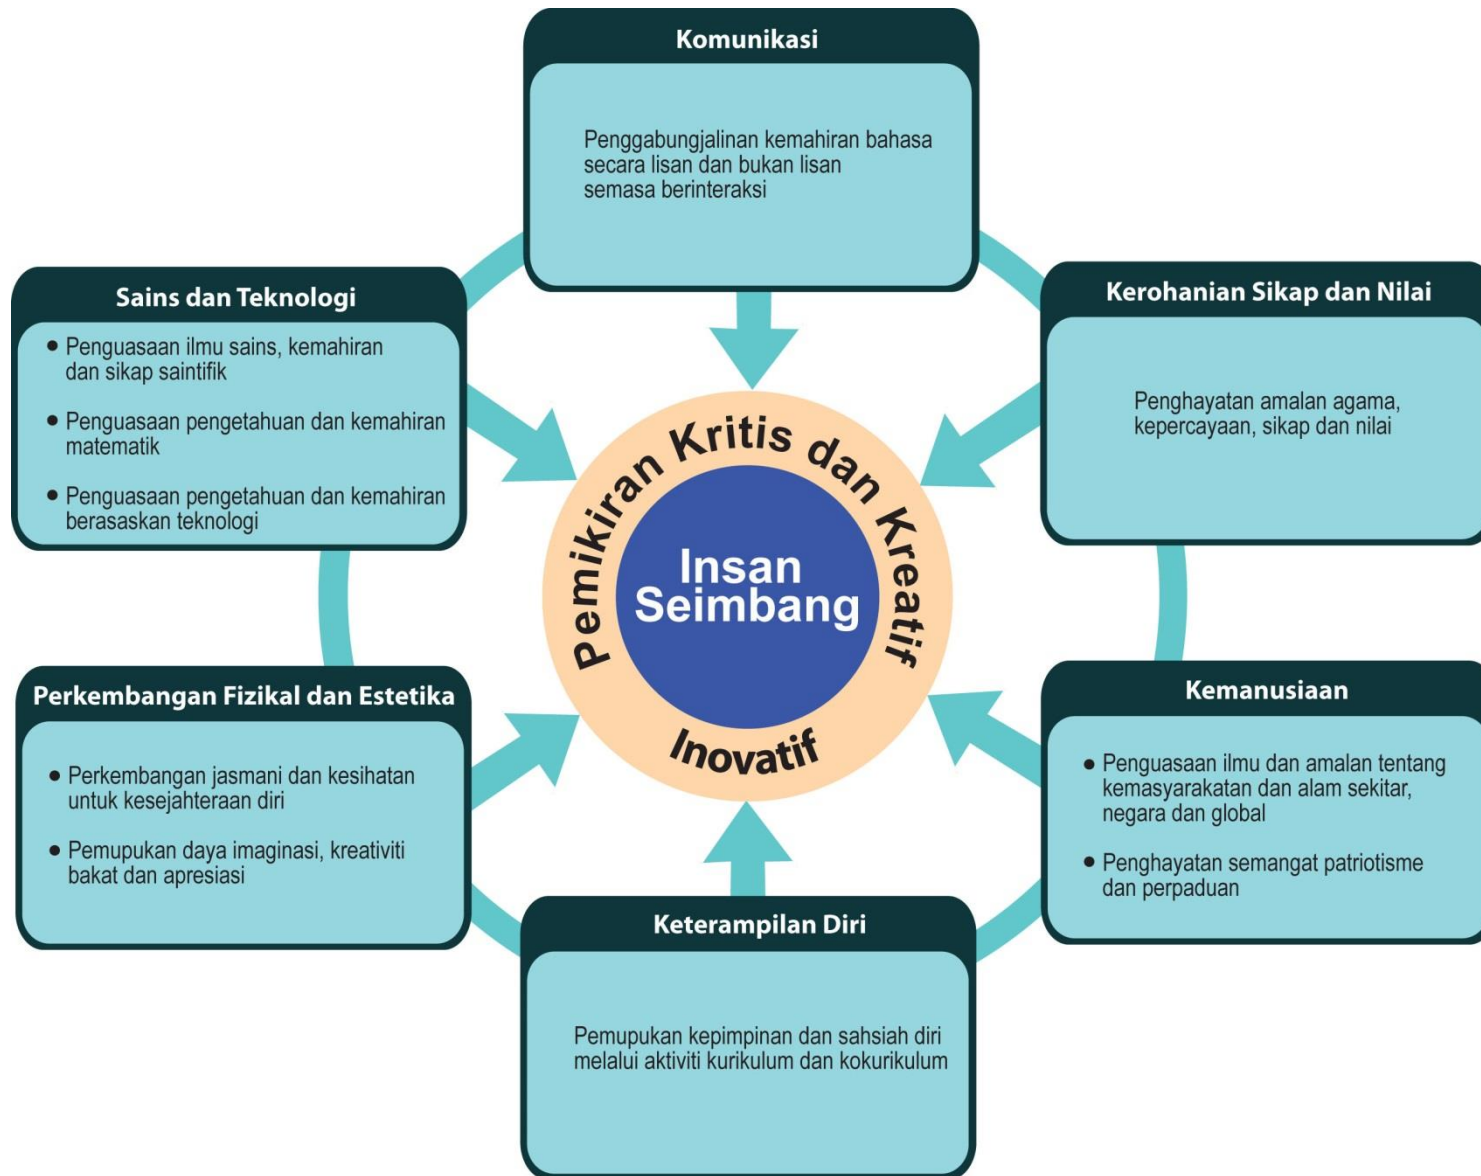 Komunikasi
Penggabungjalinan kemahiran bahasa
secara lisan dan bukan lisan
semasa berinteraksi
Sains dan Teknologi
• Penguasaan ilmu sains, kemahiran
dan sikap saintifik
• Penguasaan pengetahuan dan kemahiran
matematik
• Penguasaan pengetahuan dan kemahiran
berasaskan teknologi
Kerohanian Sikap dan Nilai
Penghayatan amalan agama,
kepercayaan, sikap dan nilai
Pemikiran Kritis dan Kreatif
Insan
Seimbang
Inovatif
Perkembangan Fizikal dan Estetika
• Perkembangan jasmani dan kesihatan
untuk kesejahteraan diri
• Pemupukan daya imaginasi, kreativiti
bakat dan apresiasi
Kemanusiaan
• Penguasaan ilmu dan amalan tentang
kemasyarakatan dan alam sekitar,
negara dan global
• Penghayatan semangat patriotisme
dan perpaduan
Keterampilan Diri
Pemupukan kepimpinan dan sahsiah diri
melalui aktiviti kurikulum dan kokurikulum